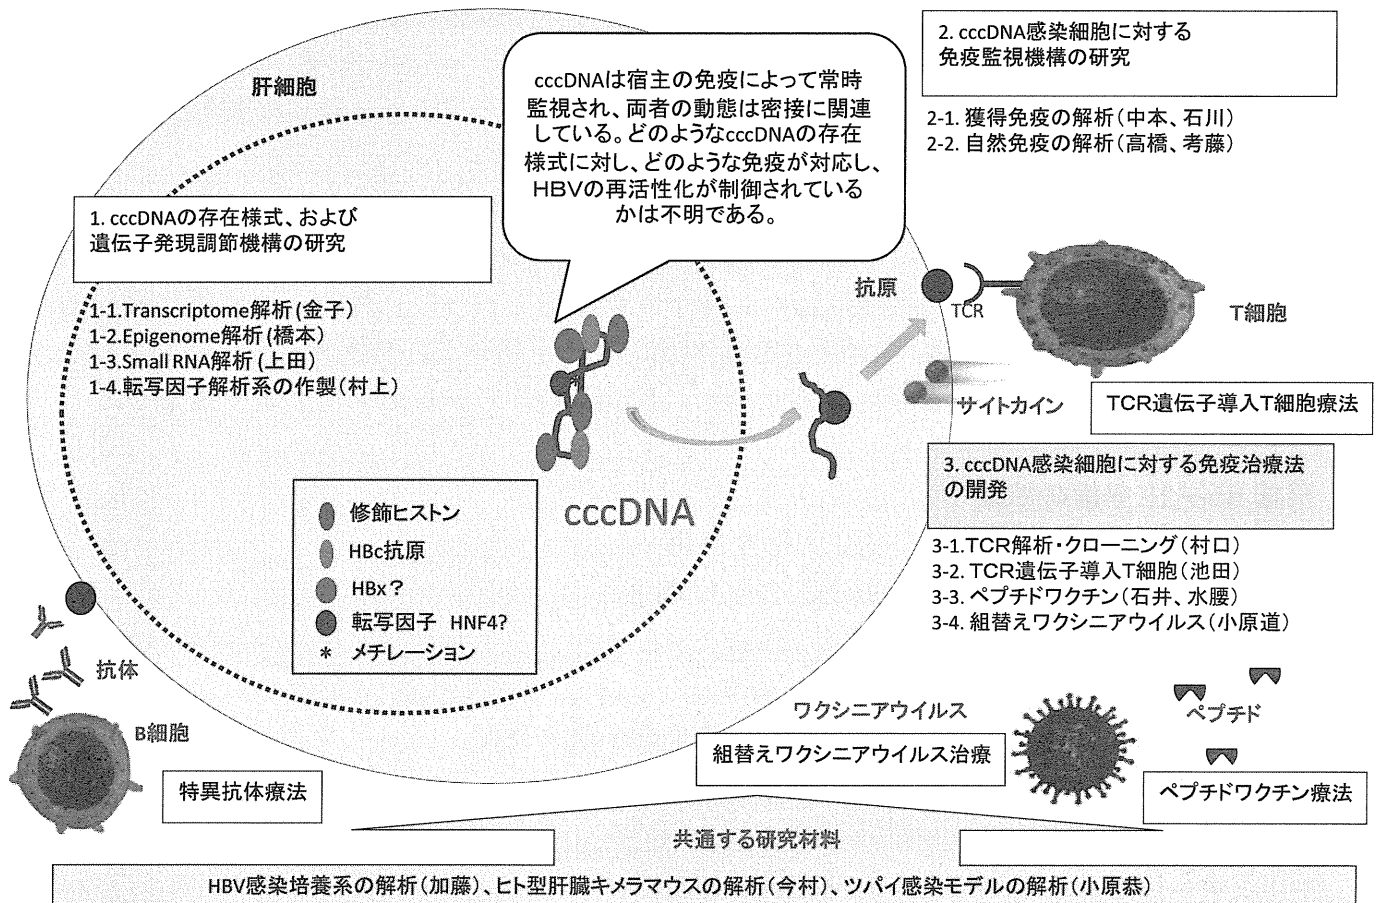 肝細胞
cccDNAは宿主の免疫によって常時
監視され、両者の動態は密接に関連
している。どのようなcccDNAの存在
様式に対し、どのような免疫が対応し、
HBVの再活性化が制御されている
かは不明である。
2. cccDNA感染細胞に対する
免疫監視機構の研究
2-1. 獲得免疫の解析(中本、石川)
2-2. 自然免疫の解析(高橋、考藤)
1. cccDNAの存在様式、および
遺伝子発現調節機構の研究
1-1.Transcriptome解析(金子)
1-2.Epigenome解析(橋本)
1-3.Small RNA解析(上田)
1-4.転写因子解析系の作製(村上)
抗原
TCR
T細胞
サイトカイン
TCR遺伝子導入T細胞療法
3. cccDNA感染細胞に対する免疫治療法
の開発
3-1.TCR解析・クローニング(村口)
3-2. TCR遺伝子導入T細胞(池田)
3-3. ペプチドワクチン(石井、水腰)
3-4. 組替えワクシニアウイルス(小原道)
cccDNA
修飾ヒストン
HBc抗原
HBx?
転写因子 HNF4?
* メチレーション
抗体
B細胞
特異抗体療法
ワクシニアウイルス
組替えワクシニアウイルス治療
ペプチド
ペプチドワクチン療法
共通する研究材料
HBV感染培養系の解析(加藤)、ヒト型肝臓キメラマウスの解析(今村)、ツパイ感染モデルの解析(小原恭)